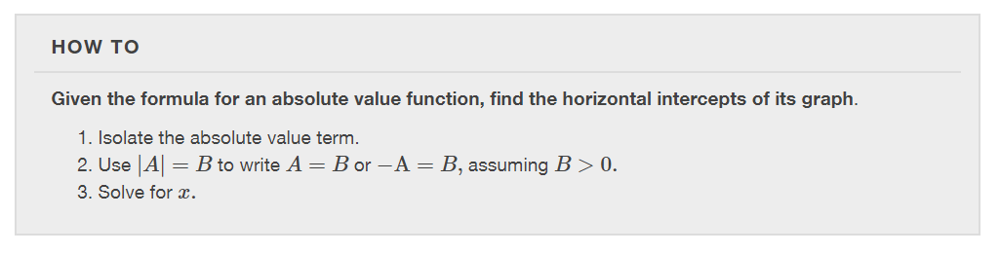 HOW TO
Given the formula for an absolute value function, find the horizontal intercepts of its graph.
1. Isolate the absolute value term.
2. Use |A| = B to write A = B or −A = B, assuming B > 0.
3. Solve for x.